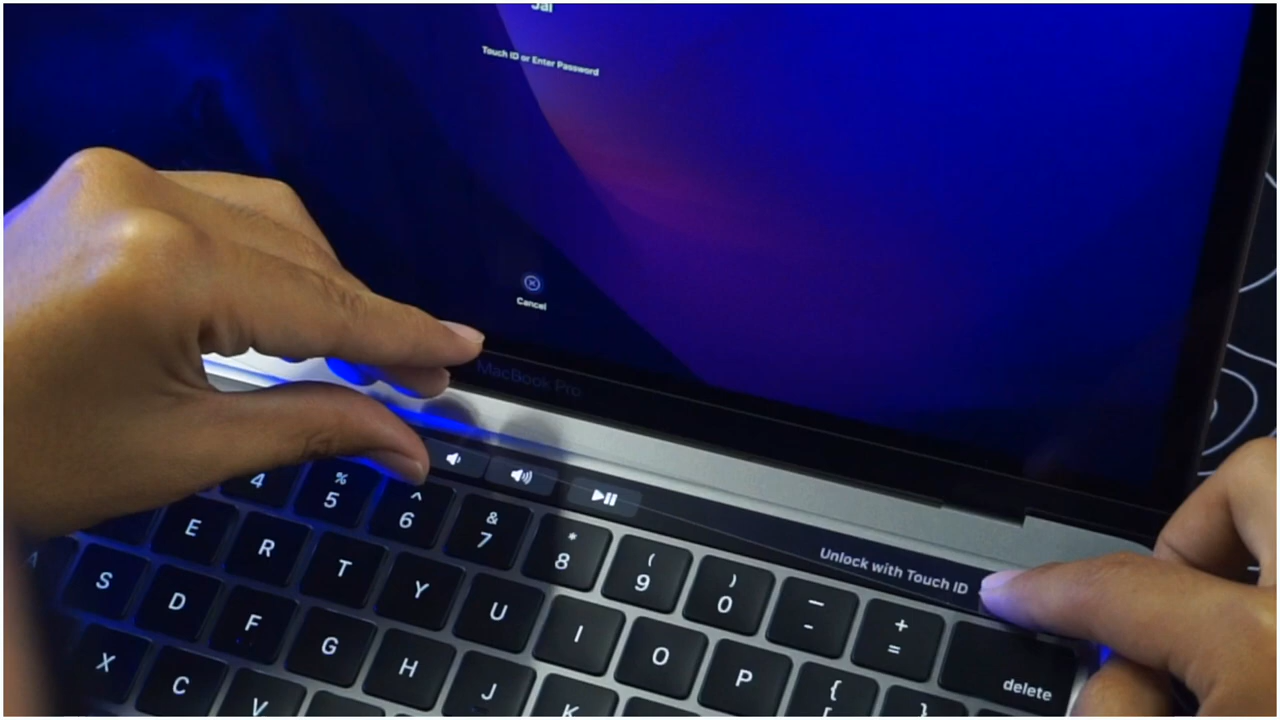 Jai
Touch ID or Enter Password
Cancel
MacBook Pro
Unlock with Touch ID
4
%
5
^
6
&
7
*
8
(
9
)
0
—
-
+
=
delete
E
R
T
Y
U
I
O
P
{
[
}
A
S
D
F
G
H
J
K
X
C
V